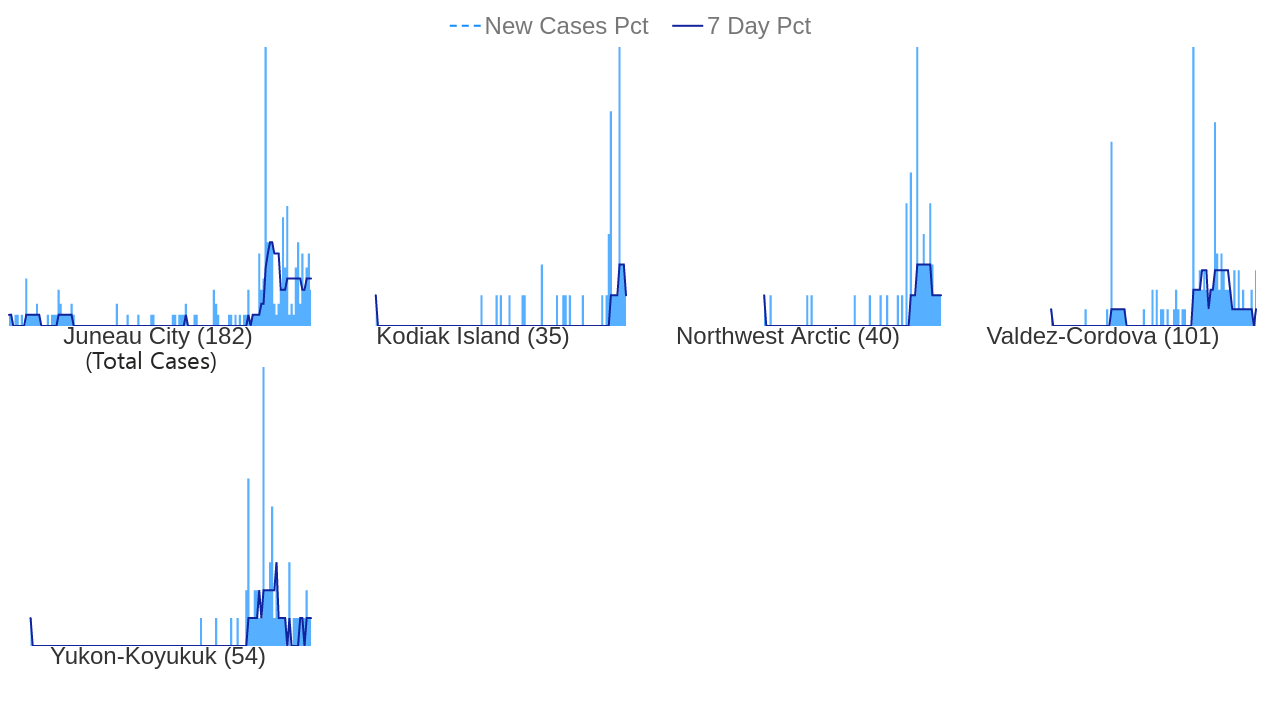 New Cases Pct 7 Day Pct
Juneau City (182)
(Total Cases)
Kodiak Island (35)
Northwest Arctic (40)
Valdez-Cordova (101)
Yukon-Koyukuk (54)